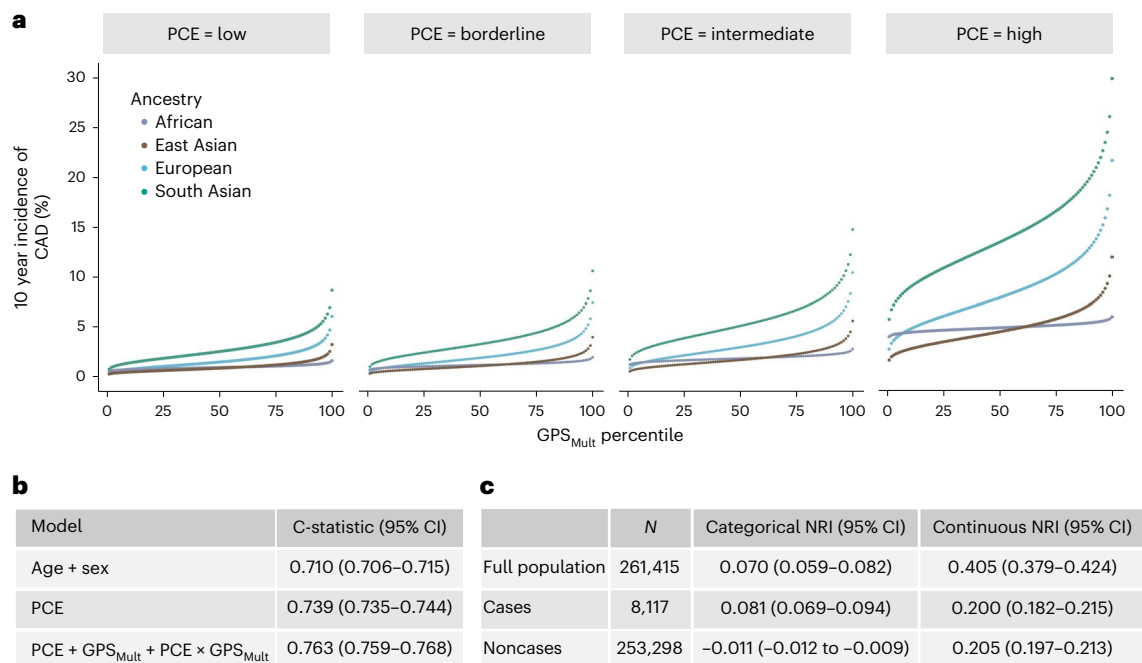 a
PCE = low
PCE = borderline
PCE = intermediate
PCE = high
10 year incidence of
CAD (%)
30
25
20
15
10
5
0
Ancestry
African
East Asian
European
South Asian
0 25 50 75 100
0 25 50 75 100
0 25 50 75 100
0 25 50 75 100
GPSMult percentile
b
Model C-statistic (95% CI)
Age + sex 0.710 (0.706–0.715)
PCE 0.739 (0.735–0.744)
PCE + GPSMult + PCE × GPSMult 0.763 (0.759–0.768)
c
N Categorical NRI (95% CI) Continuous NRI (95% CI)
Full population 261,415 0.070 (0.059–0.082) 0.405 (0.379–0.424)
Cases 8,117 0.081 (0.069–0.094) 0.200 (0.182–0.215)
Noncases 253,298 −0.011 (−0.012 to −0.009) 0.205 (0.197–0.213)